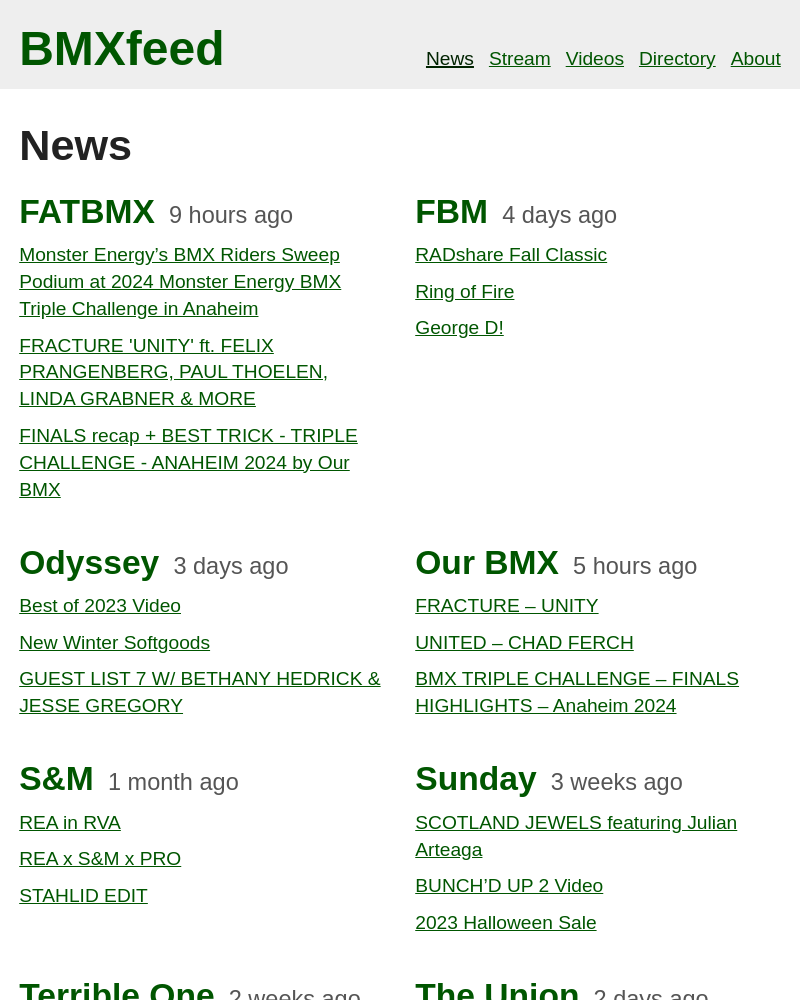 BMXfeed
News Stream Videos Directory About
News
FATBMX 9 hours ago
Monster Energy’s BMX Riders Sweep
Podium at 2024 Monster Energy BMX
Triple Challenge in Anaheim
FRACTURE 'UNITY' ft. FELIX
PRANGENBERG, PAUL THOELEN,
LINDA GRABNER & MORE
FINALS recap + BEST TRICK - TRIPLE
CHALLENGE - ANAHEIM 2024 by Our
BMX
FBM 4 days ago
RADshare Fall Classic
Ring of Fire
George D!
Odyssey 3 days ago
Best of 2023 Video
New Winter Softgoods
GUEST LIST 7 W/ BETHANY HEDRICK &
JESSE GREGORY
Our BMX 5 hours ago
FRACTURE – UNITY
UNITED – CHAD FERCH
BMX TRIPLE CHALLENGE – FINALS
HIGHLIGHTS – Anaheim 2024
S&M 1 month ago
REA in RVA
REA x S&M x PRO
STAHLID EDIT
Sunday 3 weeks ago
SCOTLAND JEWELS featuring Julian
Arteaga
BUNCH’D UP 2 Video
2023 Halloween Sale
Terrible One 2 weeks ago
The Union 2 days ago